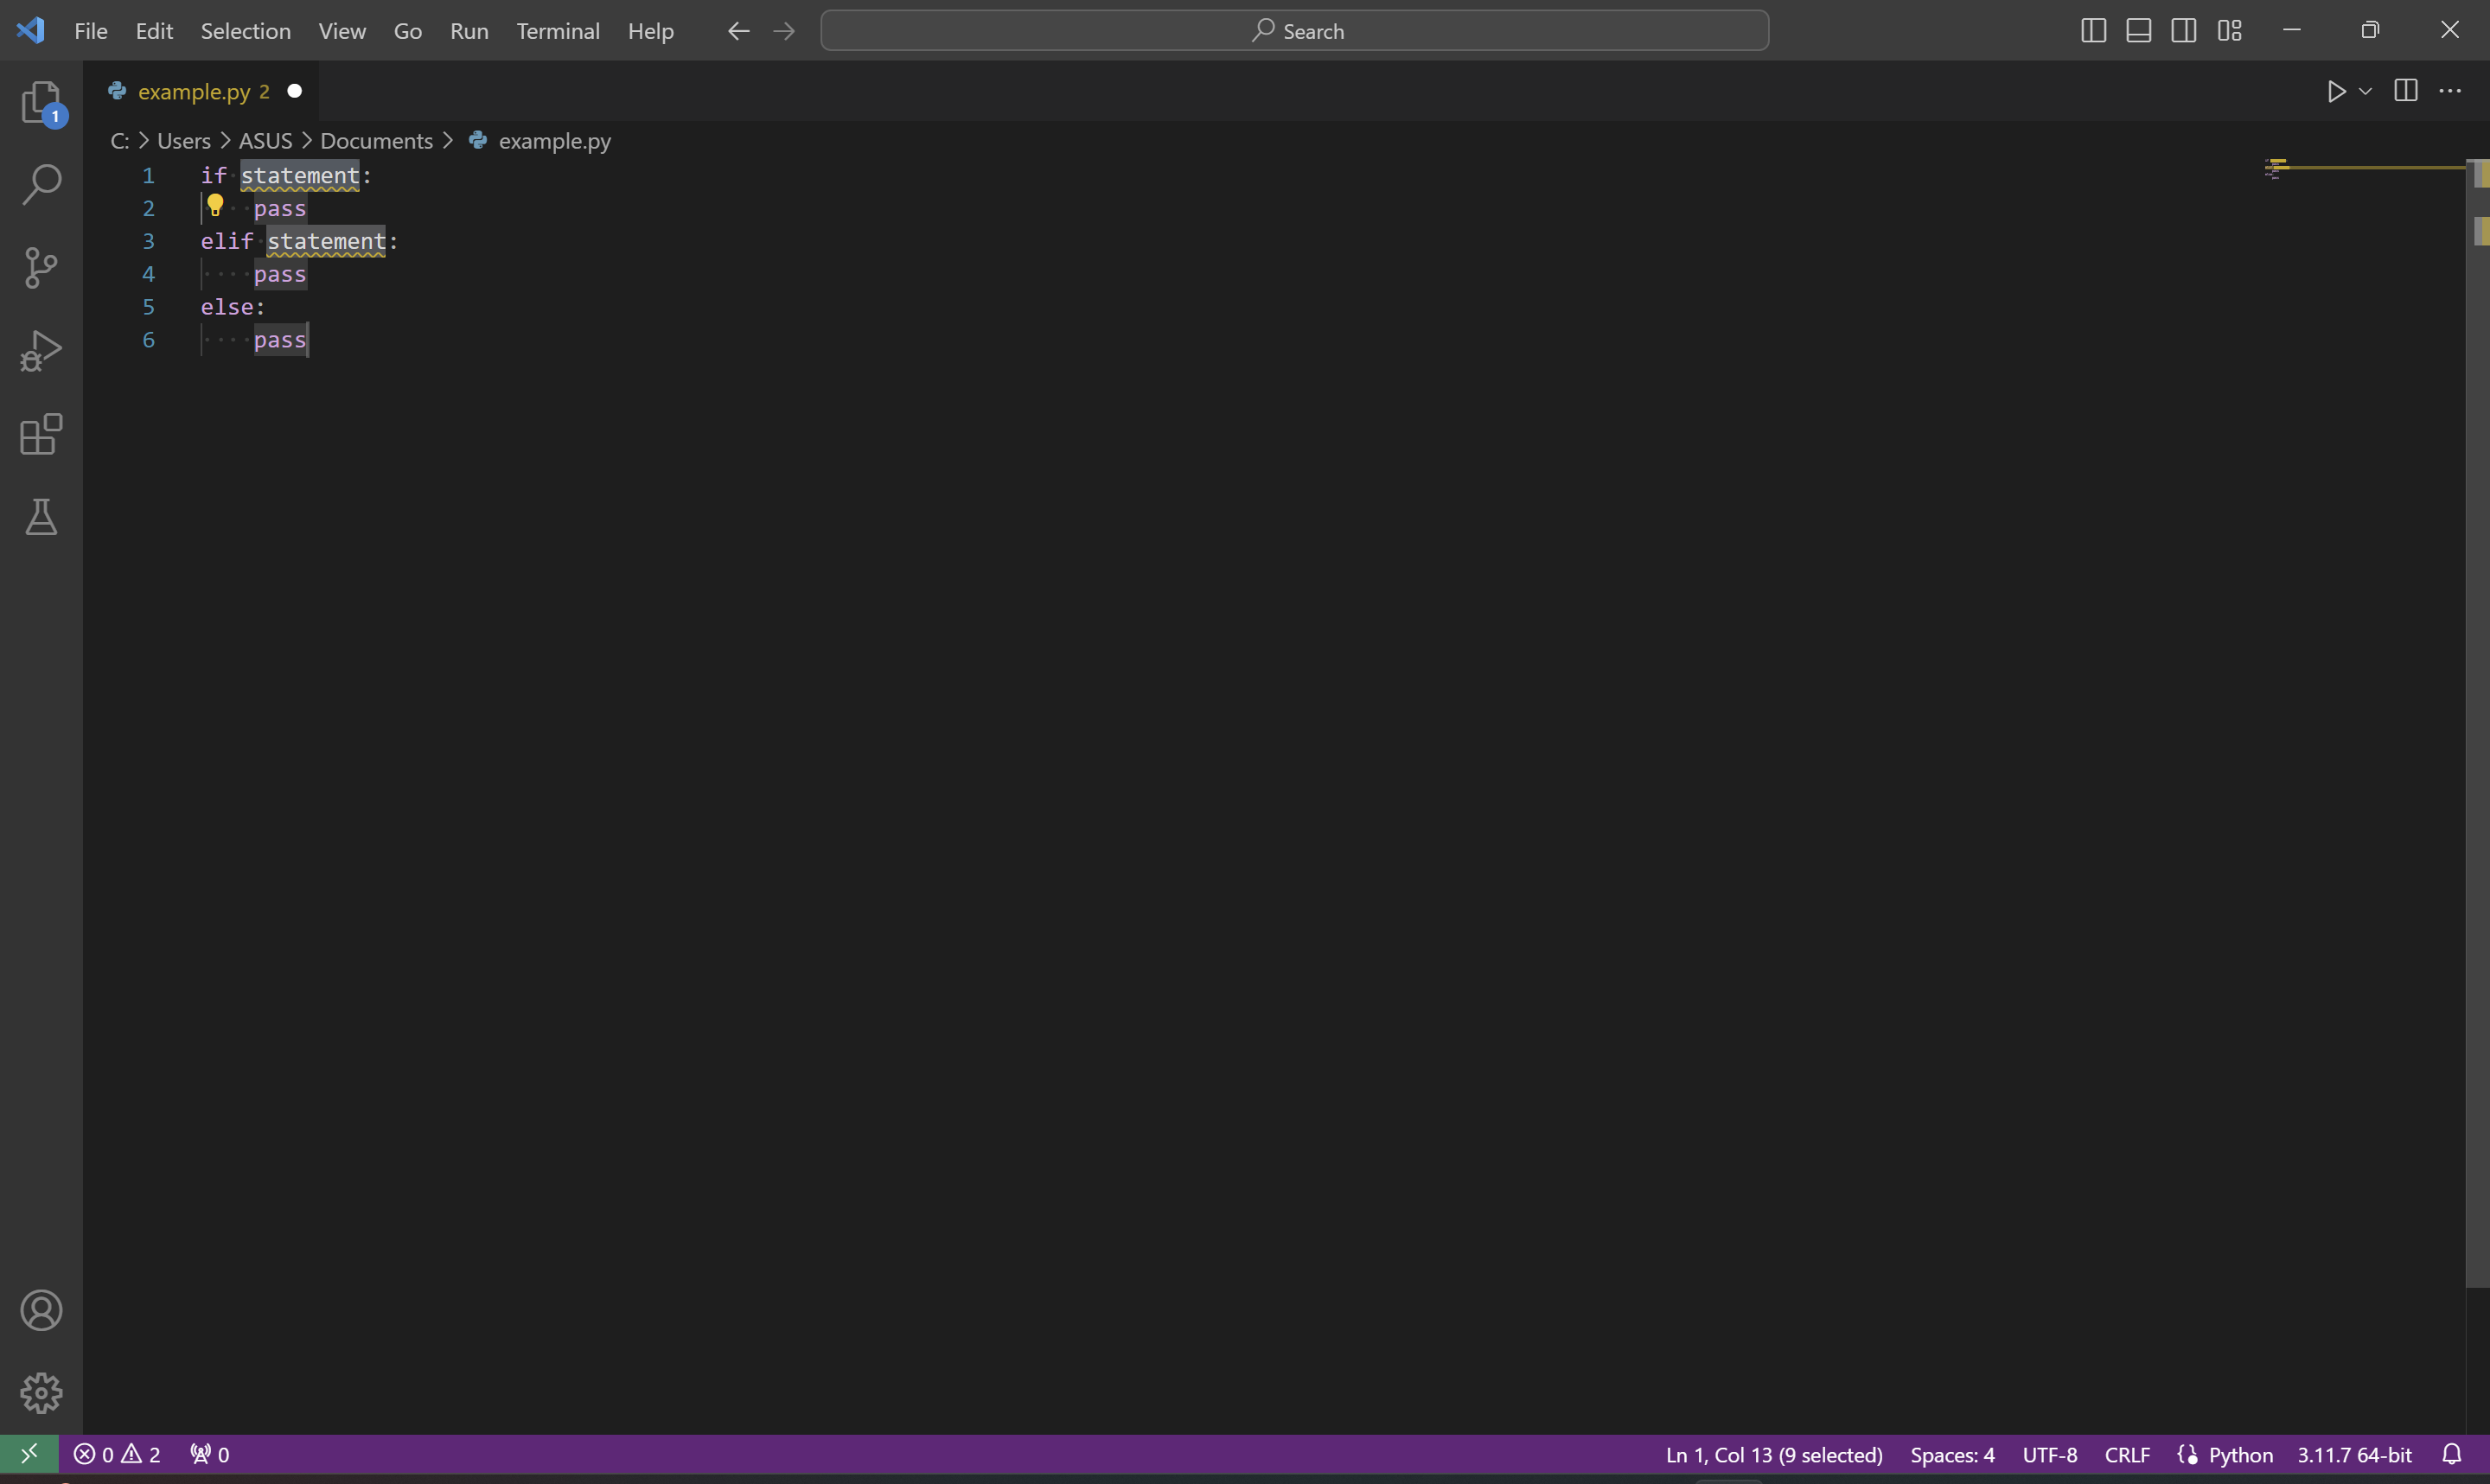 File Edit Selection View Go Run Terminal Help Search
1
example.py 2
C: > Users > ASUS > Documents > example.py
1 if statement:
2 pass
3 elif statement:
4 pass
5 else:
6 pass
0 2 0 Ln 1, Col 13 (9 selected) Spaces: 4 UTF-8 CRLF {} Python 3.11.7 64-bit